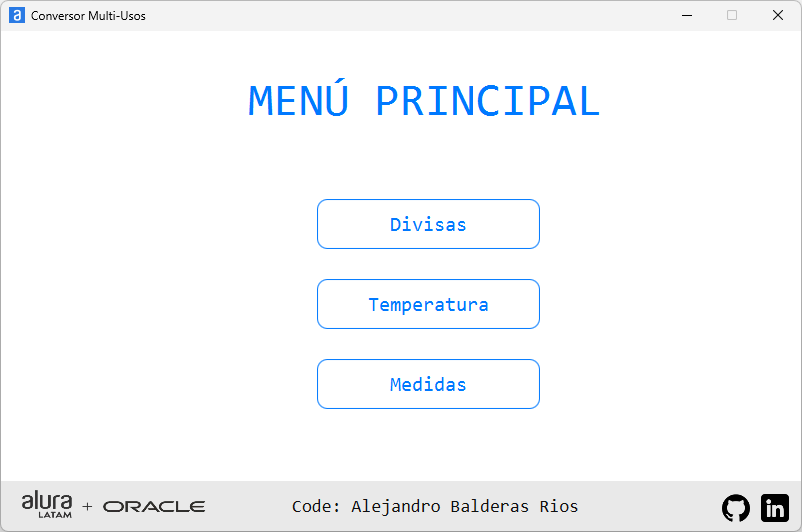 Conversor Multi-Usos
MENÚ PRINCIPAL
Divisas
Temperatura
Medidas
alura
LATAM
+ ORACLE
Code: Alejandro Balderas Rios
in